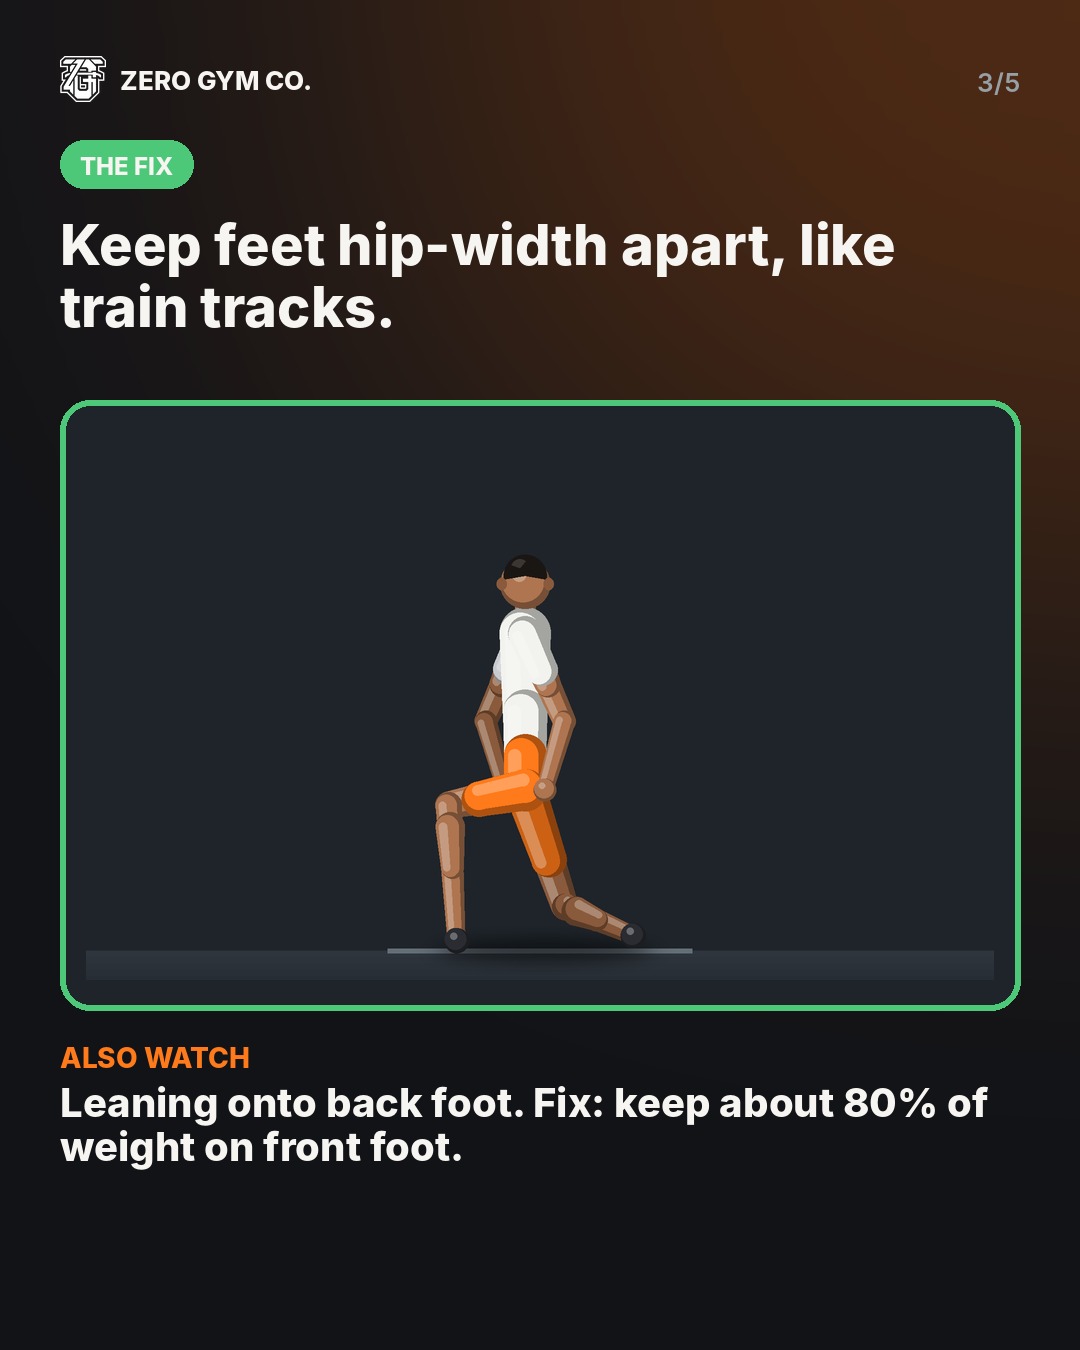 ZERO GYM CO.
3/5
THE FIX
Keep feet hip-width apart, like
train tracks.
ALSO WATCH
Leaning onto back foot. Fix: keep about 80% of
weight on front foot.